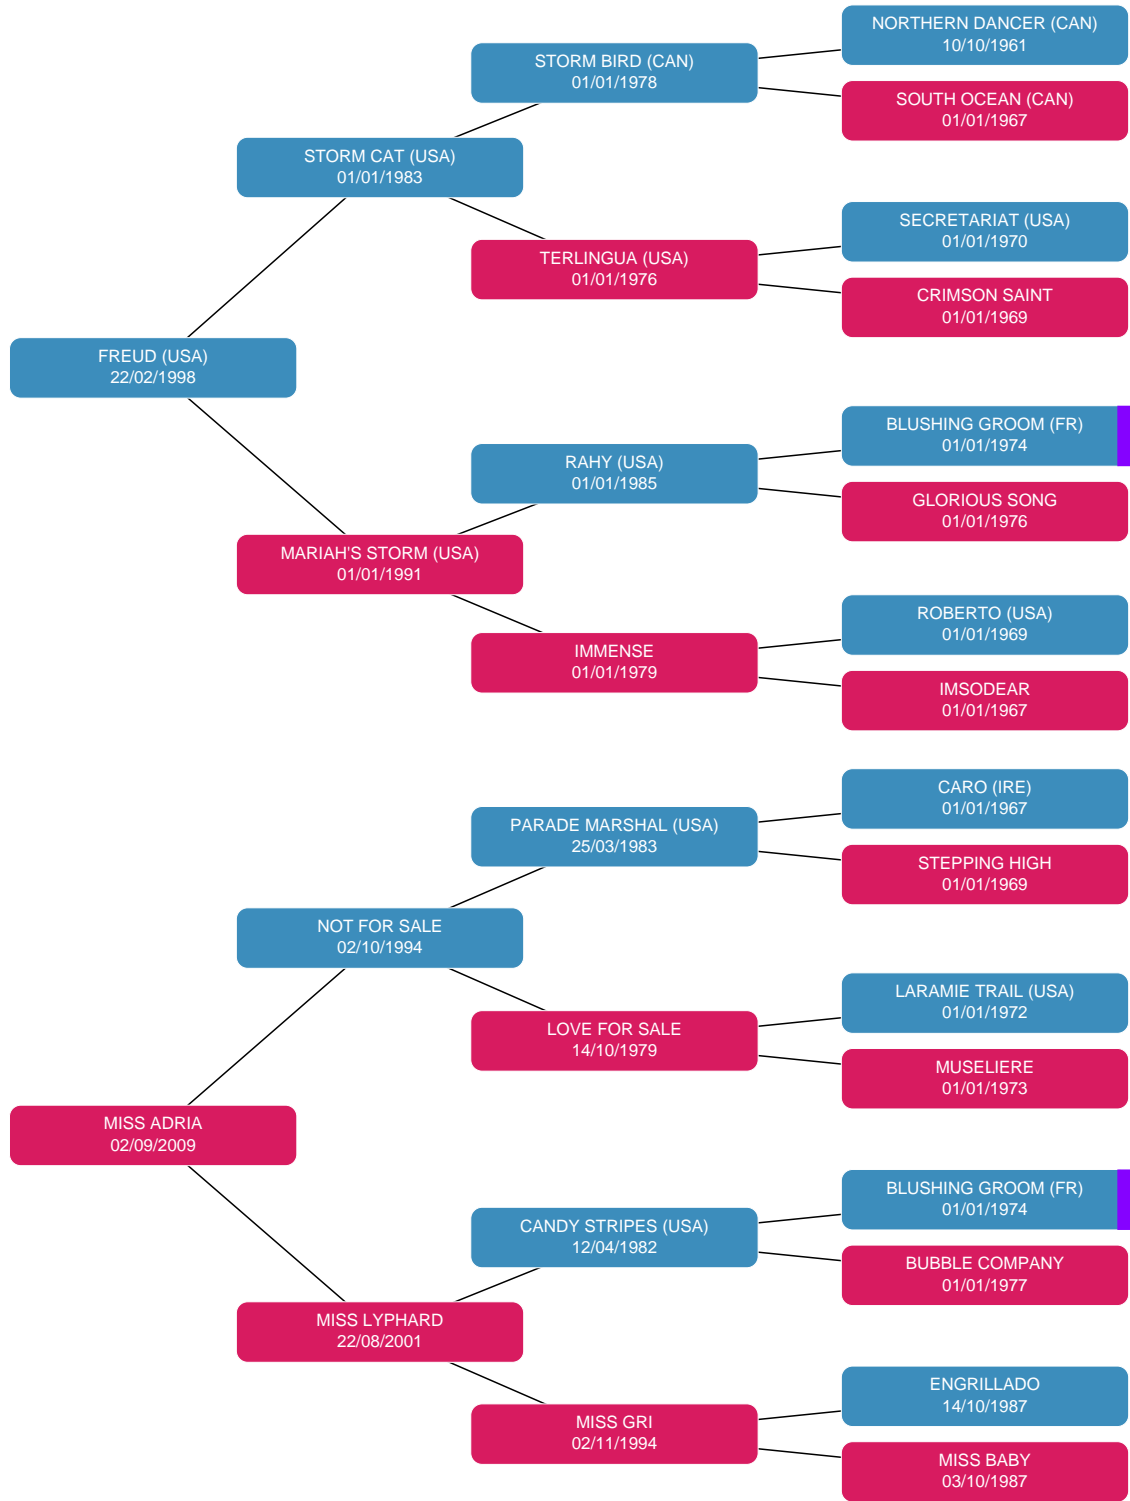 NORTHERN DANCER (CAN)
10/10/1961
STORM BIRD (CAN)
01/01/1978
SOUTH OCEAN (CAN)
01/01/1967
STORM CAT (USA)
01/01/1983
SECRETARIAT (USA)
01/01/1970
TERLINGUA (USA)
01/01/1976
CRIMSON SAINT
01/01/1969
FREUD (USA)
22/02/1998
BLUSHING GROOM (FR)
01/01/1974
RAHY (USA)
01/01/1985
GLORIOUS SONG
01/01/1976
MARIAH'S STORM (USA)
01/01/1991
ROBERTO (USA)
01/01/1969
IMMENSE
01/01/1979
IMSODEAR
01/01/1967
CARO (IRE)
01/01/1967
PARADE MARSHAL (USA)
25/03/1983
STEPPING HIGH
01/01/1969
NOT FOR SALE
02/10/1994
LARAMIE TRAIL (USA)
01/01/1972
LOVE FOR SALE
14/10/1979
MUSELIERE
01/01/1973
MISS ADRIA
02/09/2009
BLUSHING GROOM (FR)
01/01/1974
CANDY STRIPES (USA)
12/04/1982
BUBBLE COMPANY
01/01/1977
MISS LYPHARD
22/08/2001
ENGRILLADO
14/10/1987
MISS GRI
02/11/1994
MISS BABY
03/10/1987